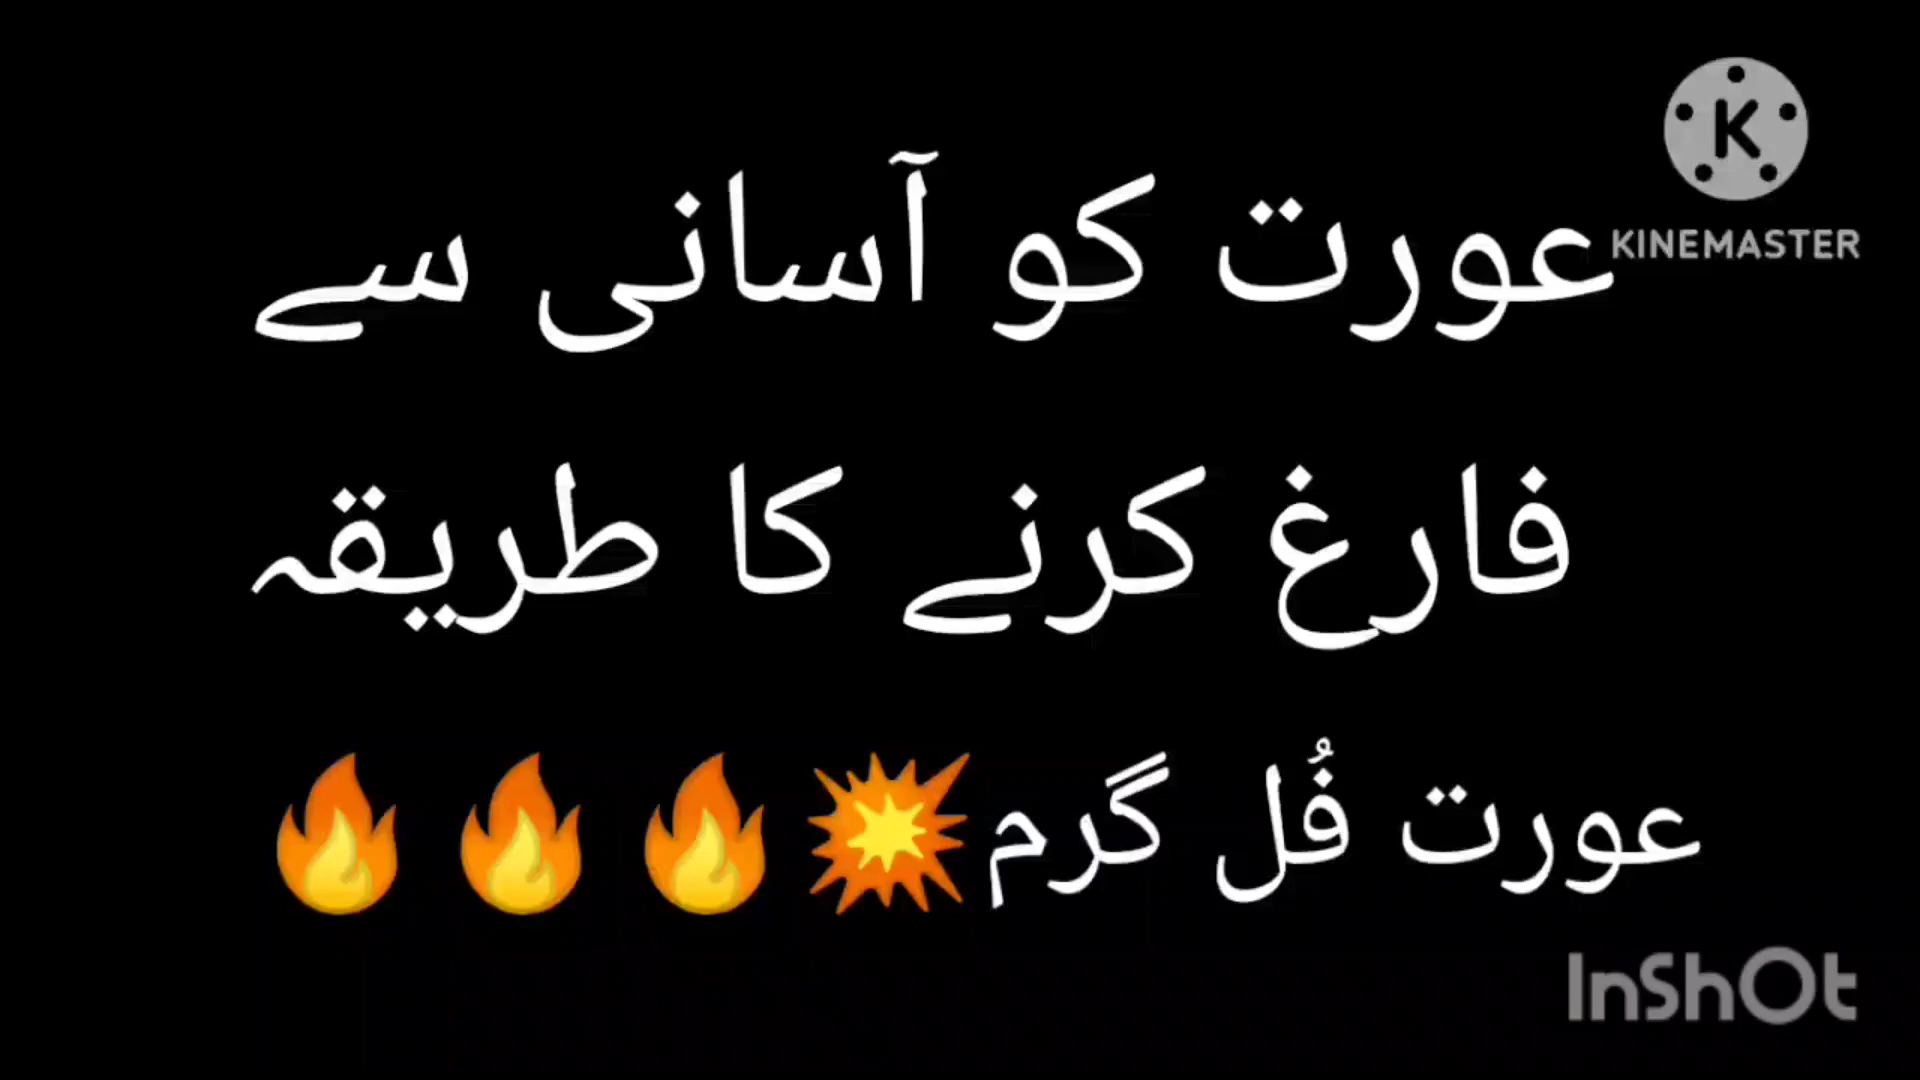 KINEMASTER
عورت کو آسانی سے
فارغ کرنے کا طریقہ
عورت فُل گرم💥🔥🔥🔥
InShOt